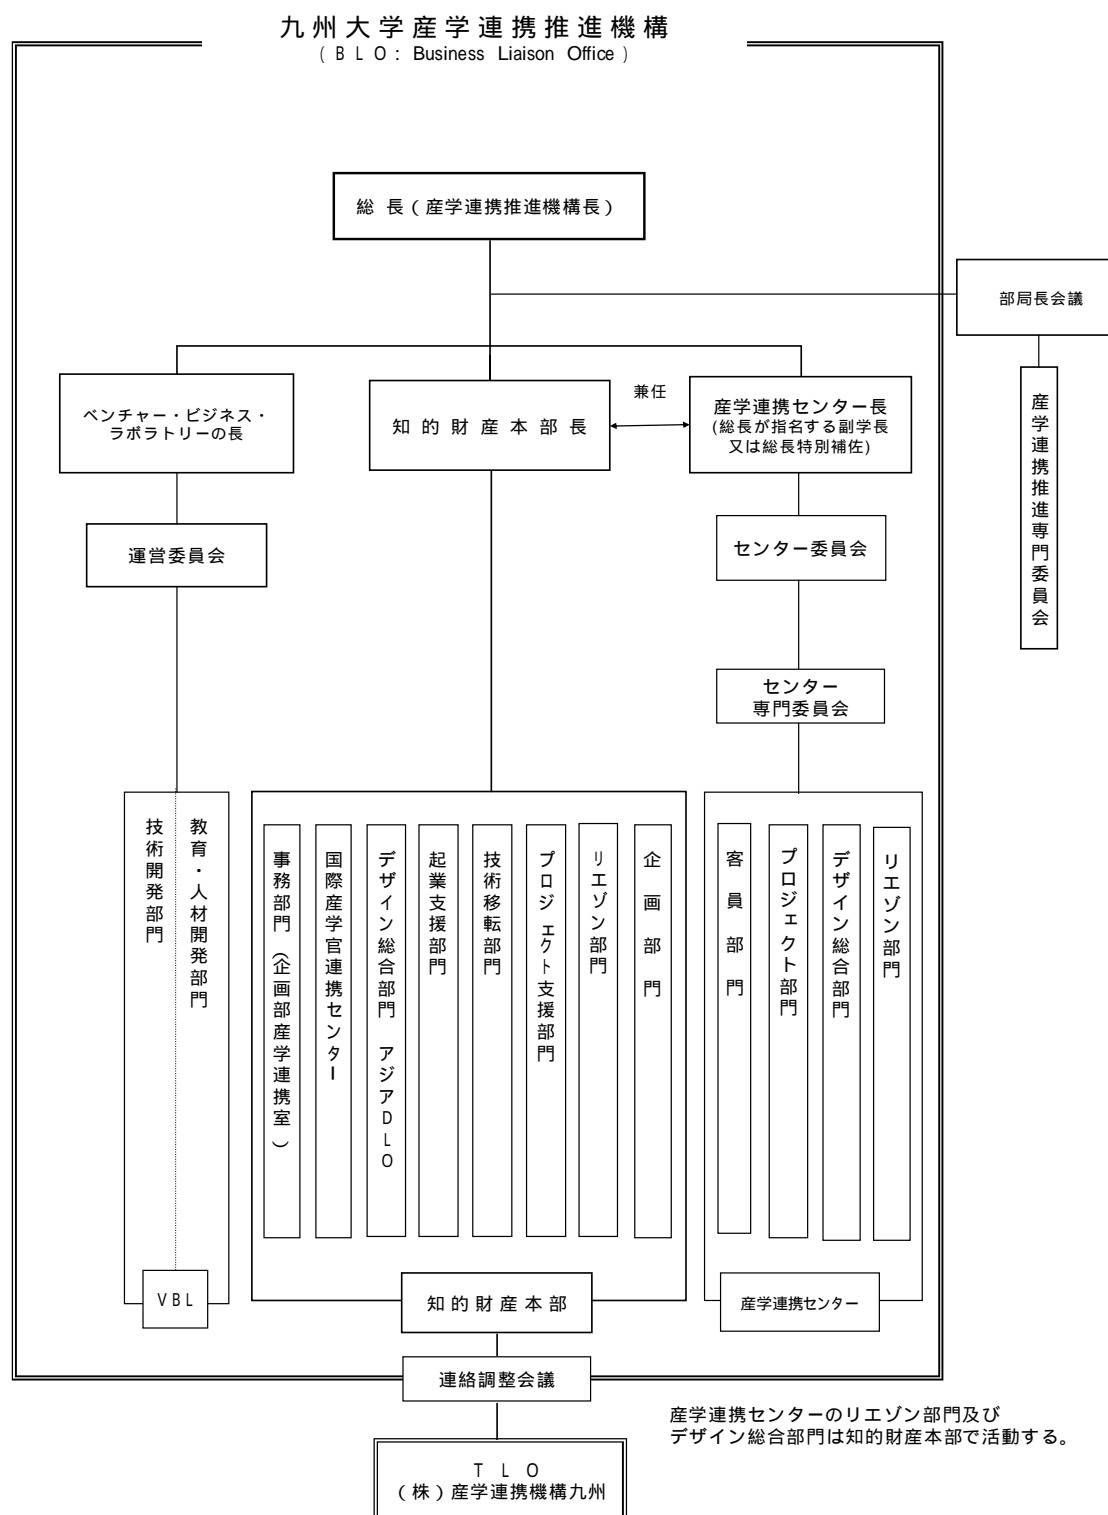 九州大学産学連携推進機構
(BLO: Business Liaison Office)
総 長(産学連携推進機構長)
部局長会議
産学連携推進専門委員会
ベンチャー・ビジネス・
ラボラトリーの長
知的財産本部長
兼任
産学連携センター長
(総長が指名する副学長
又は総長特別補佐)
運営委員会
センター委員会
センター
専門委員会
技術開発部門
教育・人材開発部門
事務部門(企画部産学連携室)
国際産学官連携センター
デザイン総合部門 アジアDLO
起業支援部門
技術移転部門
プロジェクト支援部門
リエゾン部門
企画部門
客員部門
プロジェクト部門
デザイン総合部門
リエゾン部門
VBL
知的財産本部
産学連携センター
連絡調整会議
産学連携センターのリエゾン部門及び
デザイン総合部門は知的財産本部で活動する。
TLO
(株)産学連携機構九州